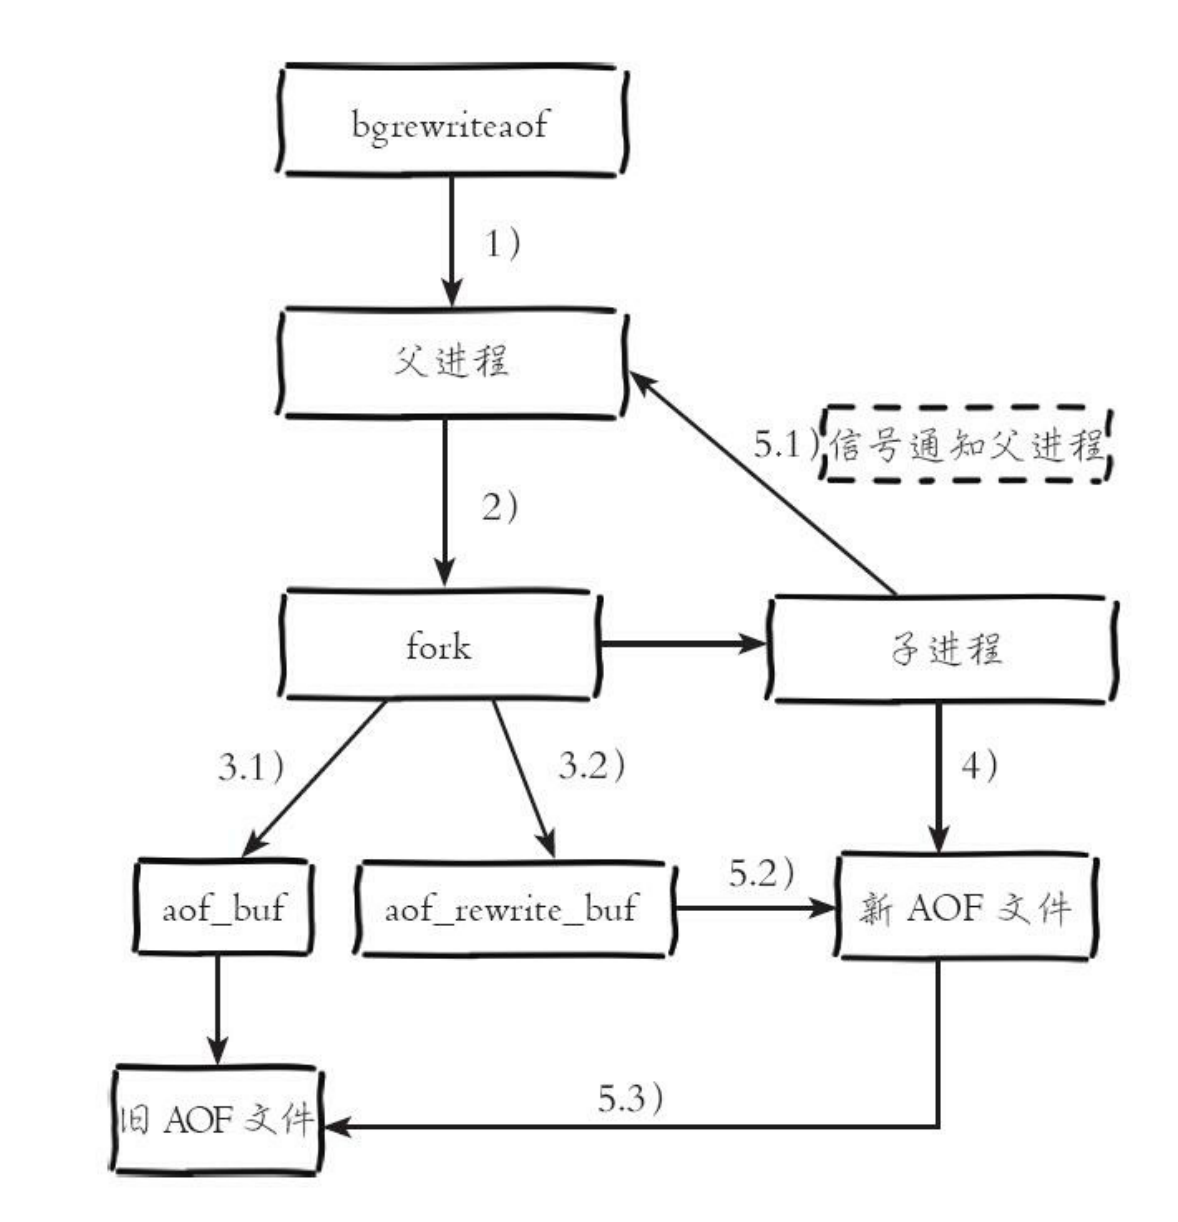 bgrewriteaof
1)
父进程
5.1) 信号通知父进程
2)
fork
子进程
3.1)
3.2)
4)
aof_buf
aof_rewrite_buf
5.2)
新 AOF 文件
旧 AOF 文件
5.3)